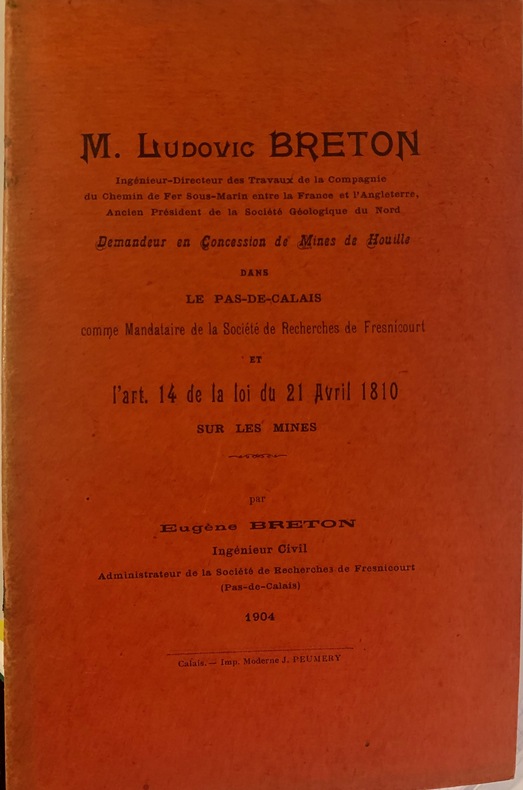 M. Ludovic BRETON
Ingénieur-Directeur des Travaux de la Compagnie
du Chemin de Fer Sous-Marin entre la France et l'Angleterre,
Ancien Président de la Société Géologique du Nord
Demandeur en Concession de Mines de Houille
DANS
LE PAS-DE-CALAIS
comme Mandataire de la Société de Recherches de Fresnicourt
ET
l'art. 14 de la loi du 21 Avril 1810
SUR LES MINES
par
Eugène BRETON
Ingénieur Civil
Administrateur de la Société de Recherches de Fresnicourt
(Pas-de-Calais)
1904
Calais. — Imp. Moderne J. PEUMERY